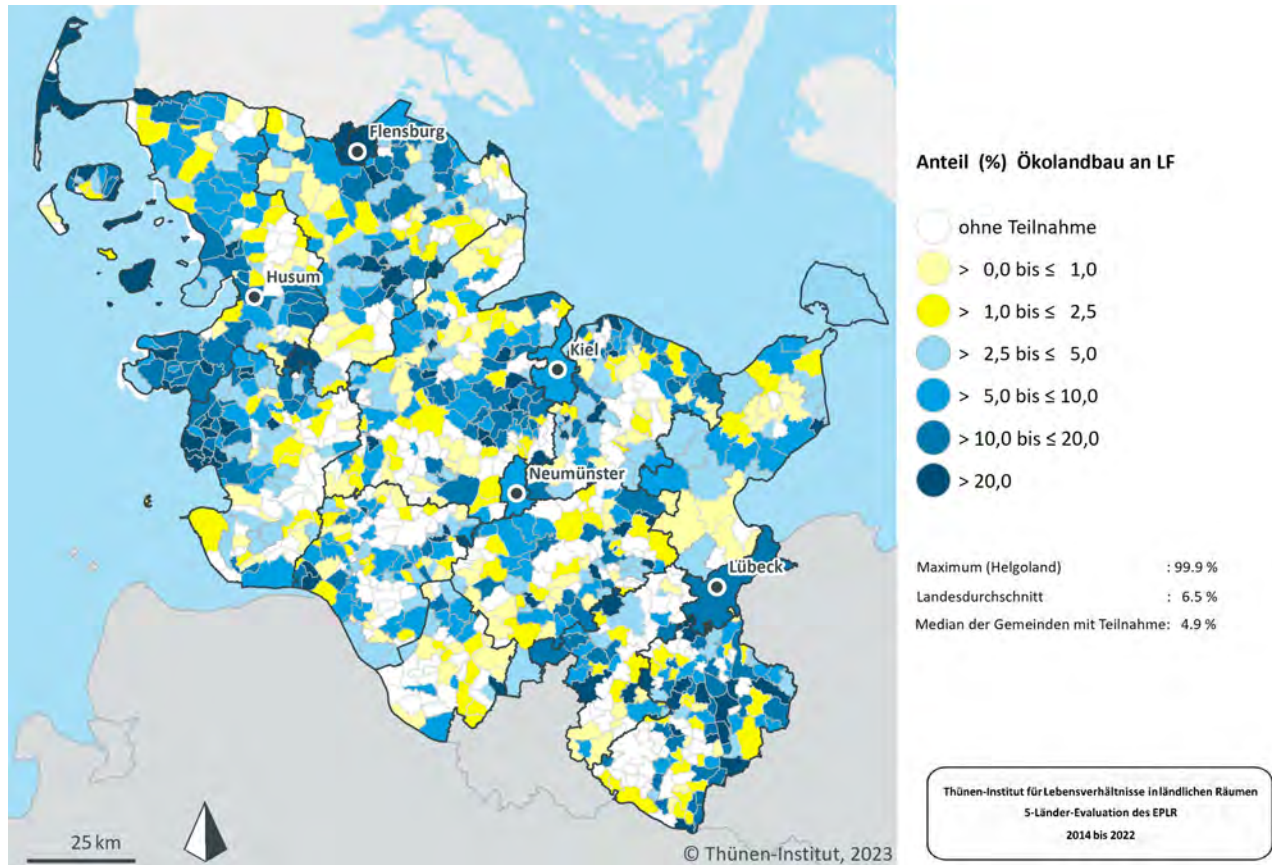 Flensburg
Husum
Kiel
Neumünster
Lübeck
25 km
© Thünen-Institut, 2023
Anteil (%) Ökolandbau an LF
ohne Teilnahme
> 0,0 bis ≤ 1,0
> 1,0 bis ≤ 2,5
> 2,5 bis ≤ 5,0
> 5,0 bis ≤ 10,0
> 10,0 bis ≤ 20,0
> 20,0
Maximum (Helgoland) : 99.9 %
Landesdurchschnitt : 6.5 %
Median der Gemeinden mit Teilnahme: 4.9 %
Thünen-Institut für Lebensverhältnisse in ländlichen Räumen
5-Länder-Evaluation des EPLR
2014 bis 2022